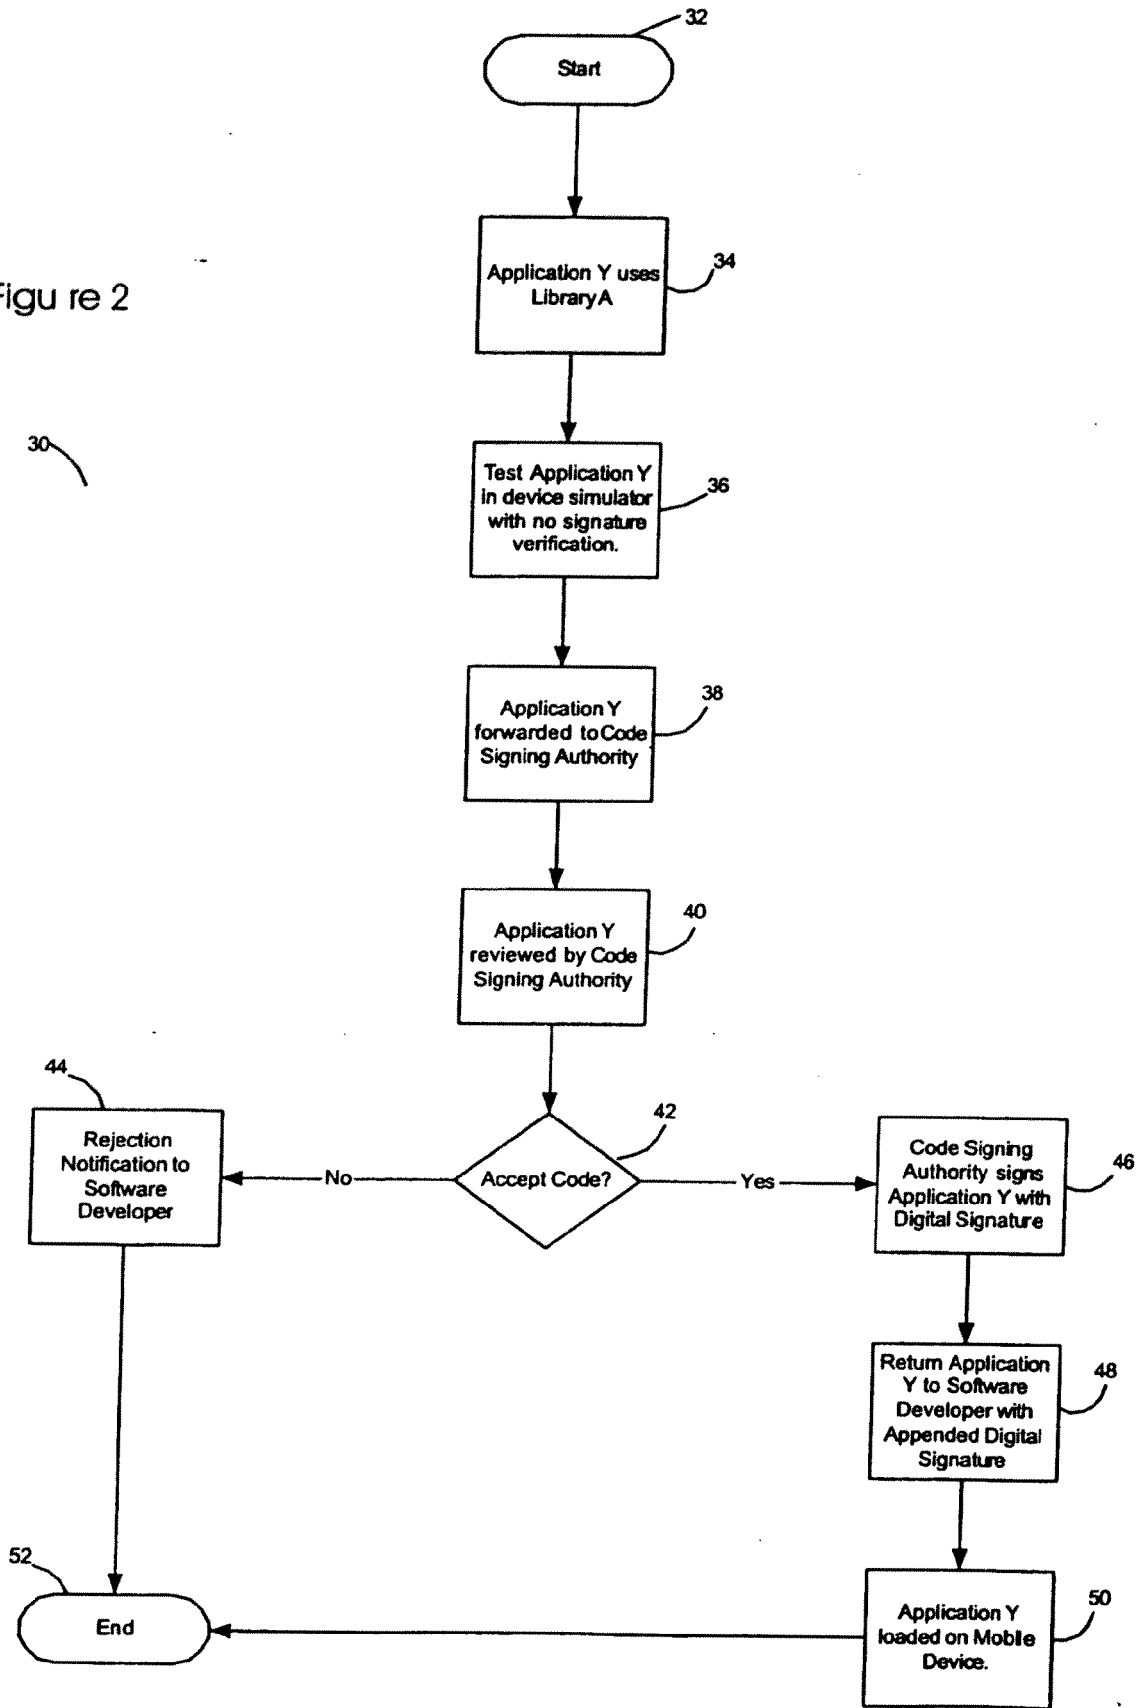 32
Start
Application Y uses
Library A
34
Figu re 2
30
Test Application Y
in device simulator
with no signature
verification.
36
Application Y
forwarded to Code
Signing Authority
38
Application Y
reviewed by Code
Signing Authority
40
44
Rejection
Notification to
Software
Developer
No
Accept Code?
42
Yes
Code Signing
Authority signs
Application Y with
Digital Signature
46
Return Application
Y to Software
Developer with
Appended Digital
Signature
48
52
End
Application Y
loaded on Mobile
Device.
50